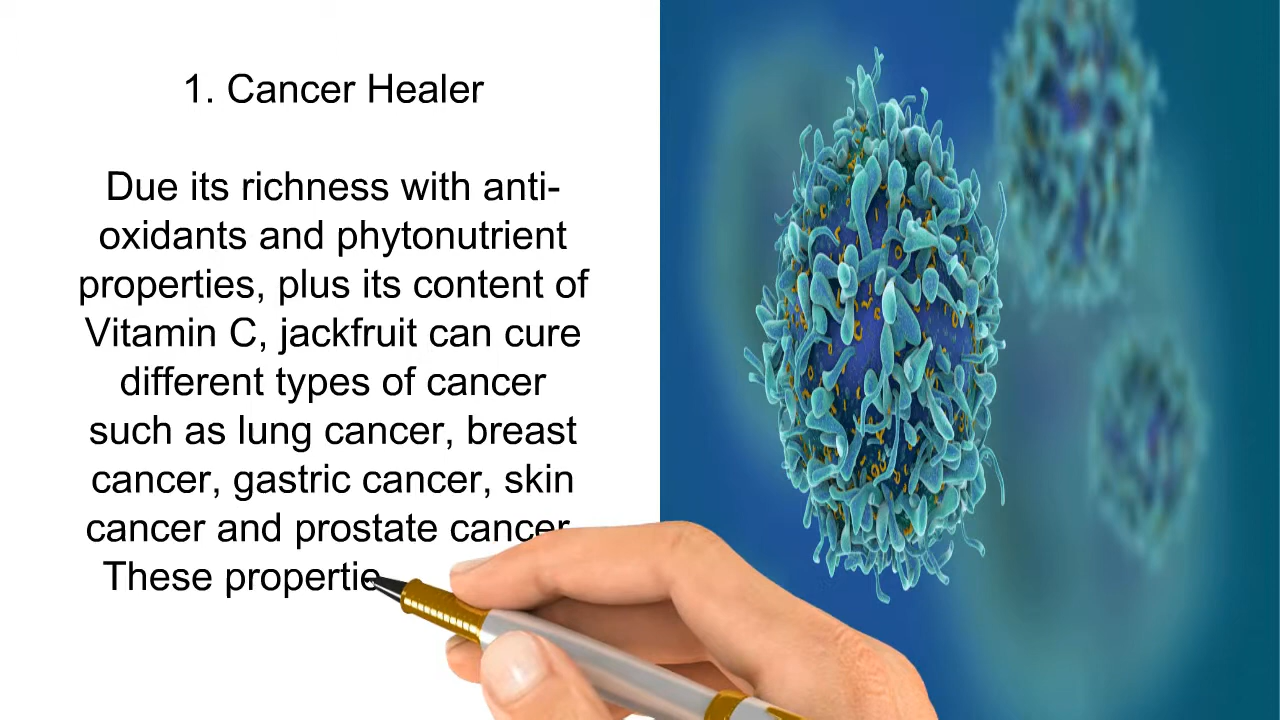 1. Cancer Healer
Due its richness with anti-
oxidants and phytonutrient
properties, plus its content of
Vitamin C, jackfruit can cure
different types of cancer
such as lung cancer, breast
cancer, gastric cancer, skin
cancer and prostate cancer
These propertie